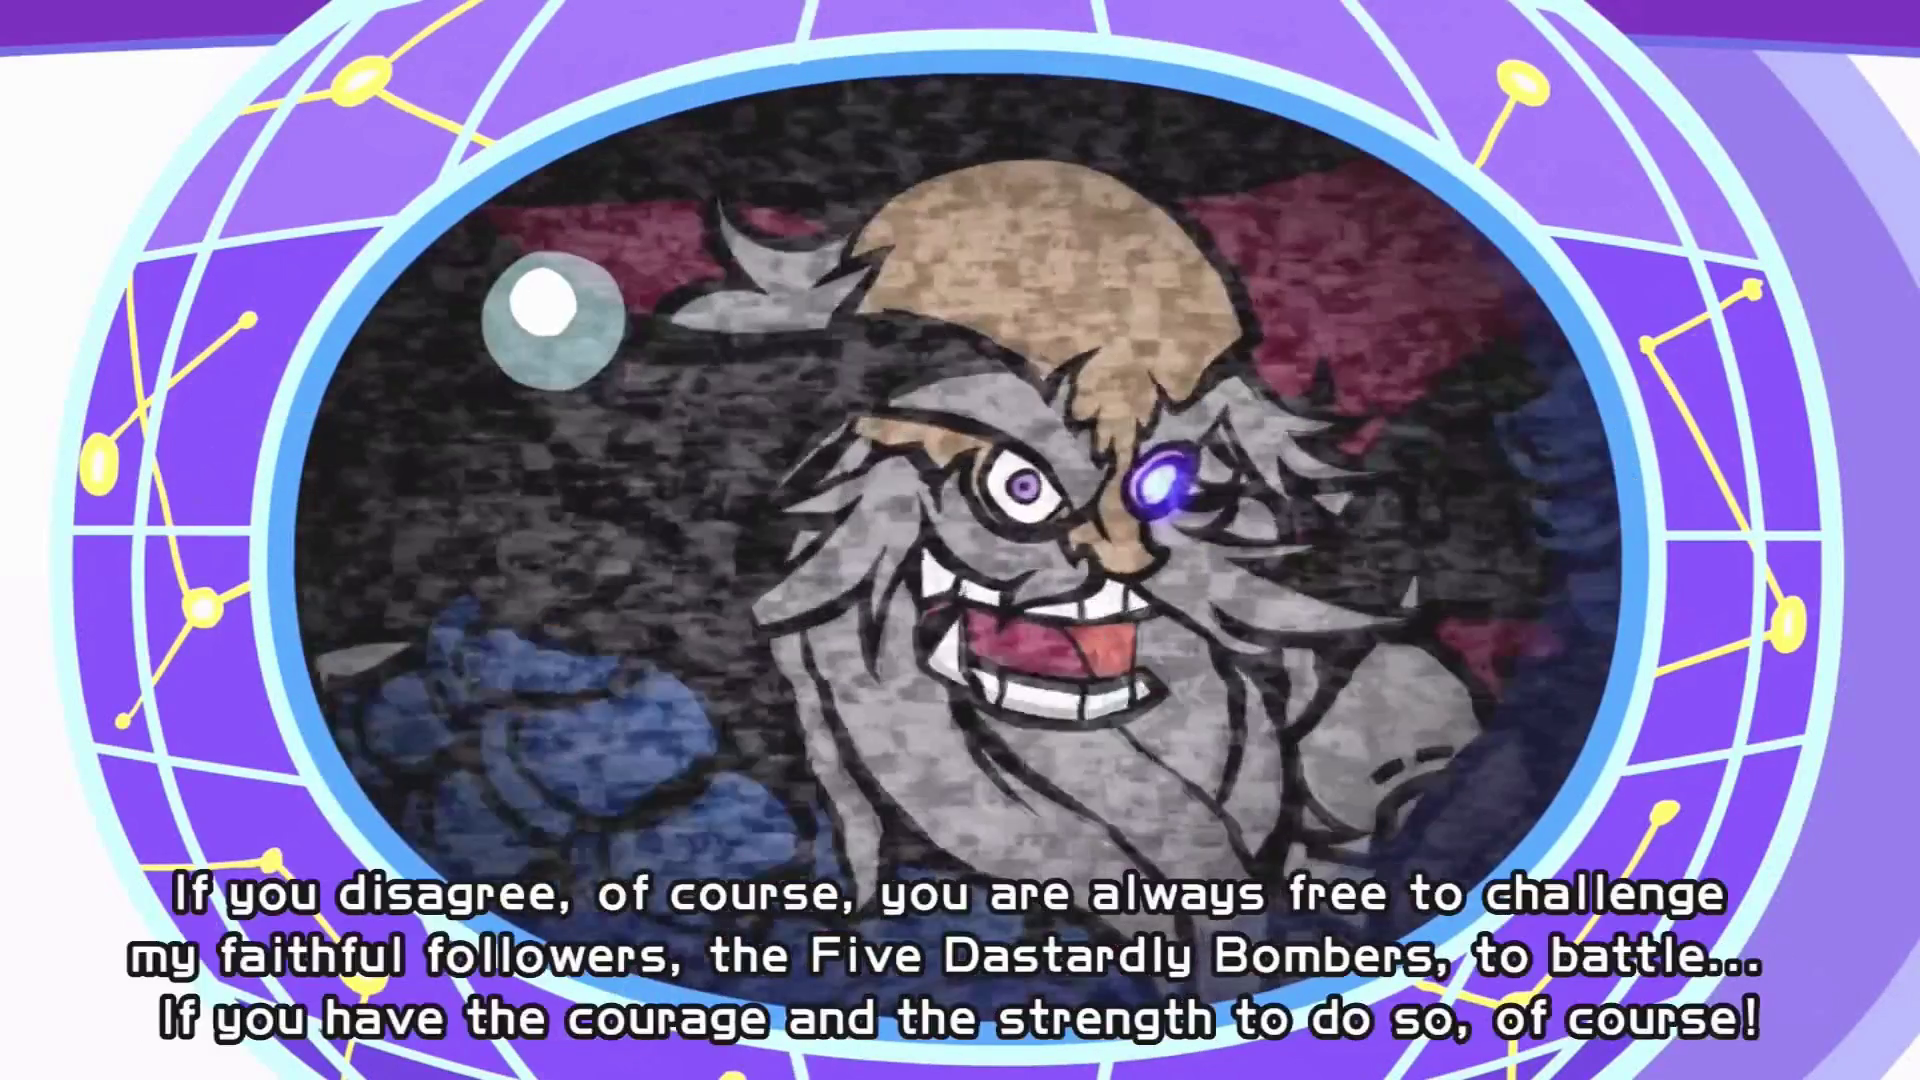 If you disagree, of course, you are always free to challenge
my faithful followers, the Five Dastardly Bombers, to battle...
If you have the courage and the strength to do so, of course!